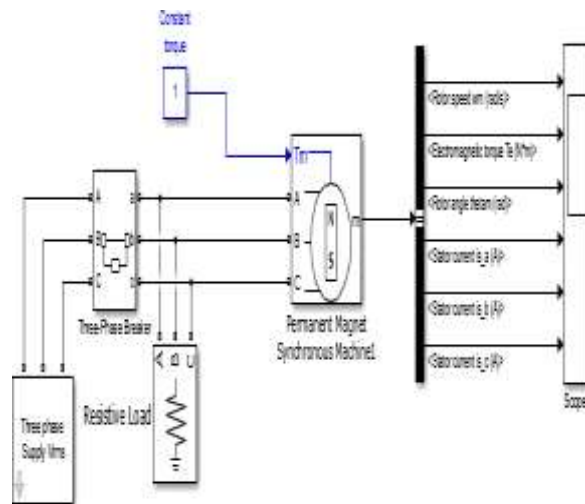 Constant
torque
1
Tm
A
B
C
N
S
m
A
B
C
a
b
Three-Phase Breaker
Permanent Magnet
Synchronous Machine1
A B C
Resistive Load
Three phase
Supply Vrms
<Rotor speed wm (rad/s)>
<Electromagnetic torque Te (N*m)>
<Rotor angle thetam (rad)>
<Stator current is_a (A)>
<Stator current is_b (A)>
<Stator current is_c (A)>
Scope